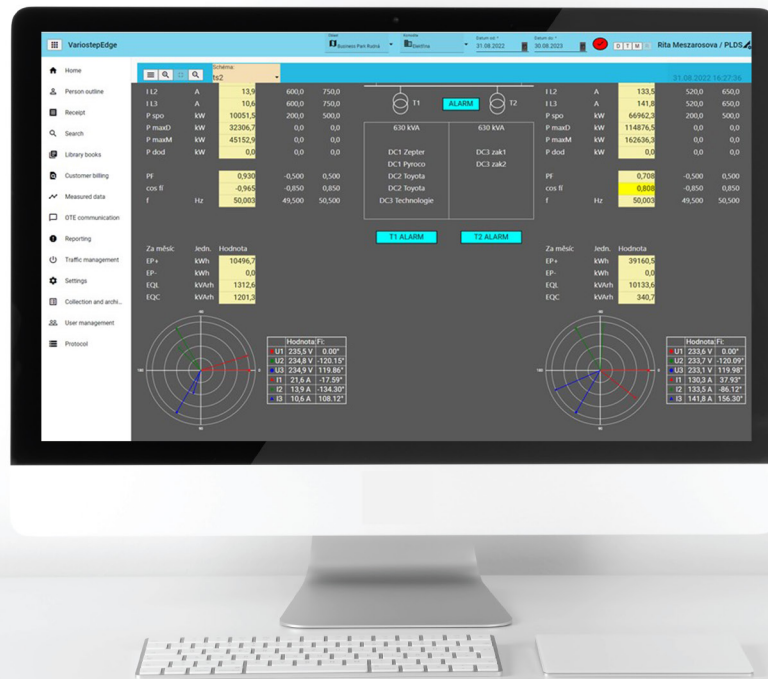 VariostepEdge
Business Park Rudná
Elektřina
Datum od: *
31.08.2022
Datum do: *
30.08.2023
D T M R
Rita Meszarosova / PLDS
Home
Person outline
Receipt
Search
Library books
Customer billing
Measured data
OTE communication
Reporting
Traffic management
Settings
Collection and archi...
User management
Protocol
Schéma:
ts2
31.08.2022 16:27:36
I L2 A 13,9 600,0 750,0
I L3 A 10,6 600,0 750,0
P spo kW 10051,5 200,0 500,0
P maxD kW 32306,7 0,0 0,0
P maxM kW 45152,9 0,0 0,0
P dod kW 0,0 0,0 0,0
PF 0,930 -0,500 0,500
cos fí -0,965 -0,850 0,850
f Hz 50,003 49,500 50,500
Za měsíc Jedn. Hodnota
EP+ kWh 10496,7
EP- kWh 0,0
EQL kVArh 1312,6
EQC kVArh 1201,3
T1 ALARM T2
630 kVA 630 kVA
DC1 Zepter DC3 zak1
DC1 Pyroco DC3 zak2
DC2 Toyota
DC2 Toyota
DC3 Technologie
T1 ALARM T2 ALARM
I L2 A 133,5 520,0 650,0
I L3 A 141,8 520,0 650,0
P spo kW 66962,3 200,0 500,0
P maxD kW 114876,5 0,0 0,0
P maxM kW 162636,3 0,0 0,0
P dod kW 0,0 0,0 0,0
PF 0,708 -0,500 0,500
cos fí 0,808 -0,850 0,850
f Hz 50,003 49,500 50,500
Za měsíc Jedn. Hodnota
EP+ kWh 39160,5
EP- kWh 0,0
EQL kVArh 10133,6
EQC kVArh 340,7
Hodnota: Fi:
U1 235,5 V 0.00°
U2 234,8 V -120.15°
U3 234,9 V 119.86°
I1 21,6 A -17.59°
I2 13,9 A -134.30°
I3 10,6 A 108.12°
Hodnota: Fi:
U1 233,6 V 0.00°
U2 233,7 V -120.09°
U3 233,1 V 119.98°
I1 130,3 A 37.93°
I2 133,5 A -86.12°
I3 141,8 A 156.30°